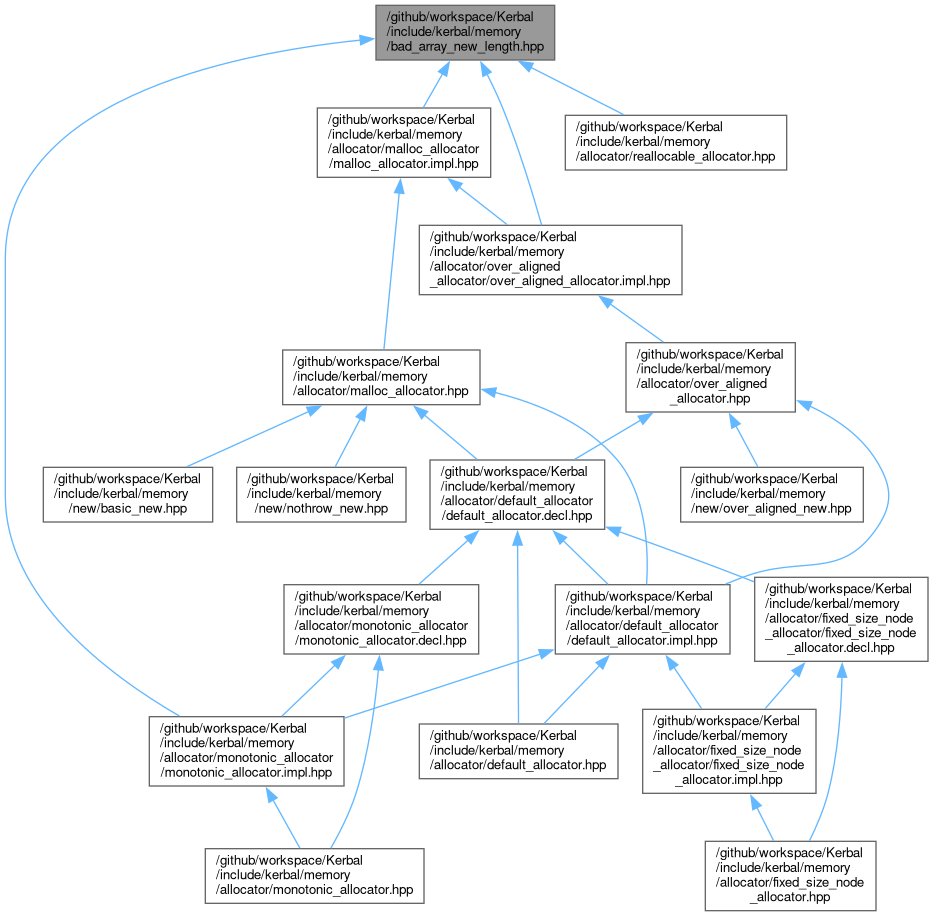 /github/workspace/Kerbal
/include/kerbal/memory
/bad_array_new_length.hpp
/github/workspace/Kerbal
/include/kerbal/memory
/allocator/malloc_allocator
/malloc_allocator.impl.hpp
/github/workspace/Kerbal
/include/kerbal/memory
/allocator/reallocable_allocator.hpp
/github/workspace/Kerbal
/include/kerbal/memory
/allocator/over_aligned
_allocator/over_aligned_allocator.impl.hpp
/github/workspace/Kerbal
/include/kerbal/memory
/allocator/malloc_allocator.hpp
/github/workspace/Kerbal
/include/kerbal/memory
/allocator/over_aligned
_allocator.hpp
/github/workspace/Kerbal
/include/kerbal/memory
/new/basic_new.hpp
/github/workspace/Kerbal
/include/kerbal/memory
/new/nothrow_new.hpp
/github/workspace/Kerbal
/include/kerbal/memory
/allocator/default_allocator
/default_allocator.decl.hpp
/github/workspace/Kerbal
/include/kerbal/memory
/new/over_aligned_new.hpp
/github/workspace/Kerbal
/include/kerbal/memory
/allocator/monotonic_allocator
/monotonic_allocator.decl.hpp
/github/workspace/Kerbal
/include/kerbal/memory
/allocator/default_allocator
/default_allocator.impl.hpp
/github/workspace/Kerbal
/include/kerbal/memory
/allocator/fixed_size_node
_allocator/fixed_size_node
_allocator.decl.hpp
/github/workspace/Kerbal
/include/kerbal/memory
/allocator/monotonic_allocator
/monotonic_allocator.impl.hpp
/github/workspace/Kerbal
/include/kerbal/memory
/allocator/default_allocator.hpp
/github/workspace/Kerbal
/include/kerbal/memory
/allocator/fixed_size_node
_allocator/fixed_size_node
_allocator.impl.hpp
/github/workspace/Kerbal
/include/kerbal/memory
/allocator/monotonic_allocator.hpp
/github/workspace/Kerbal
/include/kerbal/memory
/allocator/fixed_size_node
_allocator.hpp